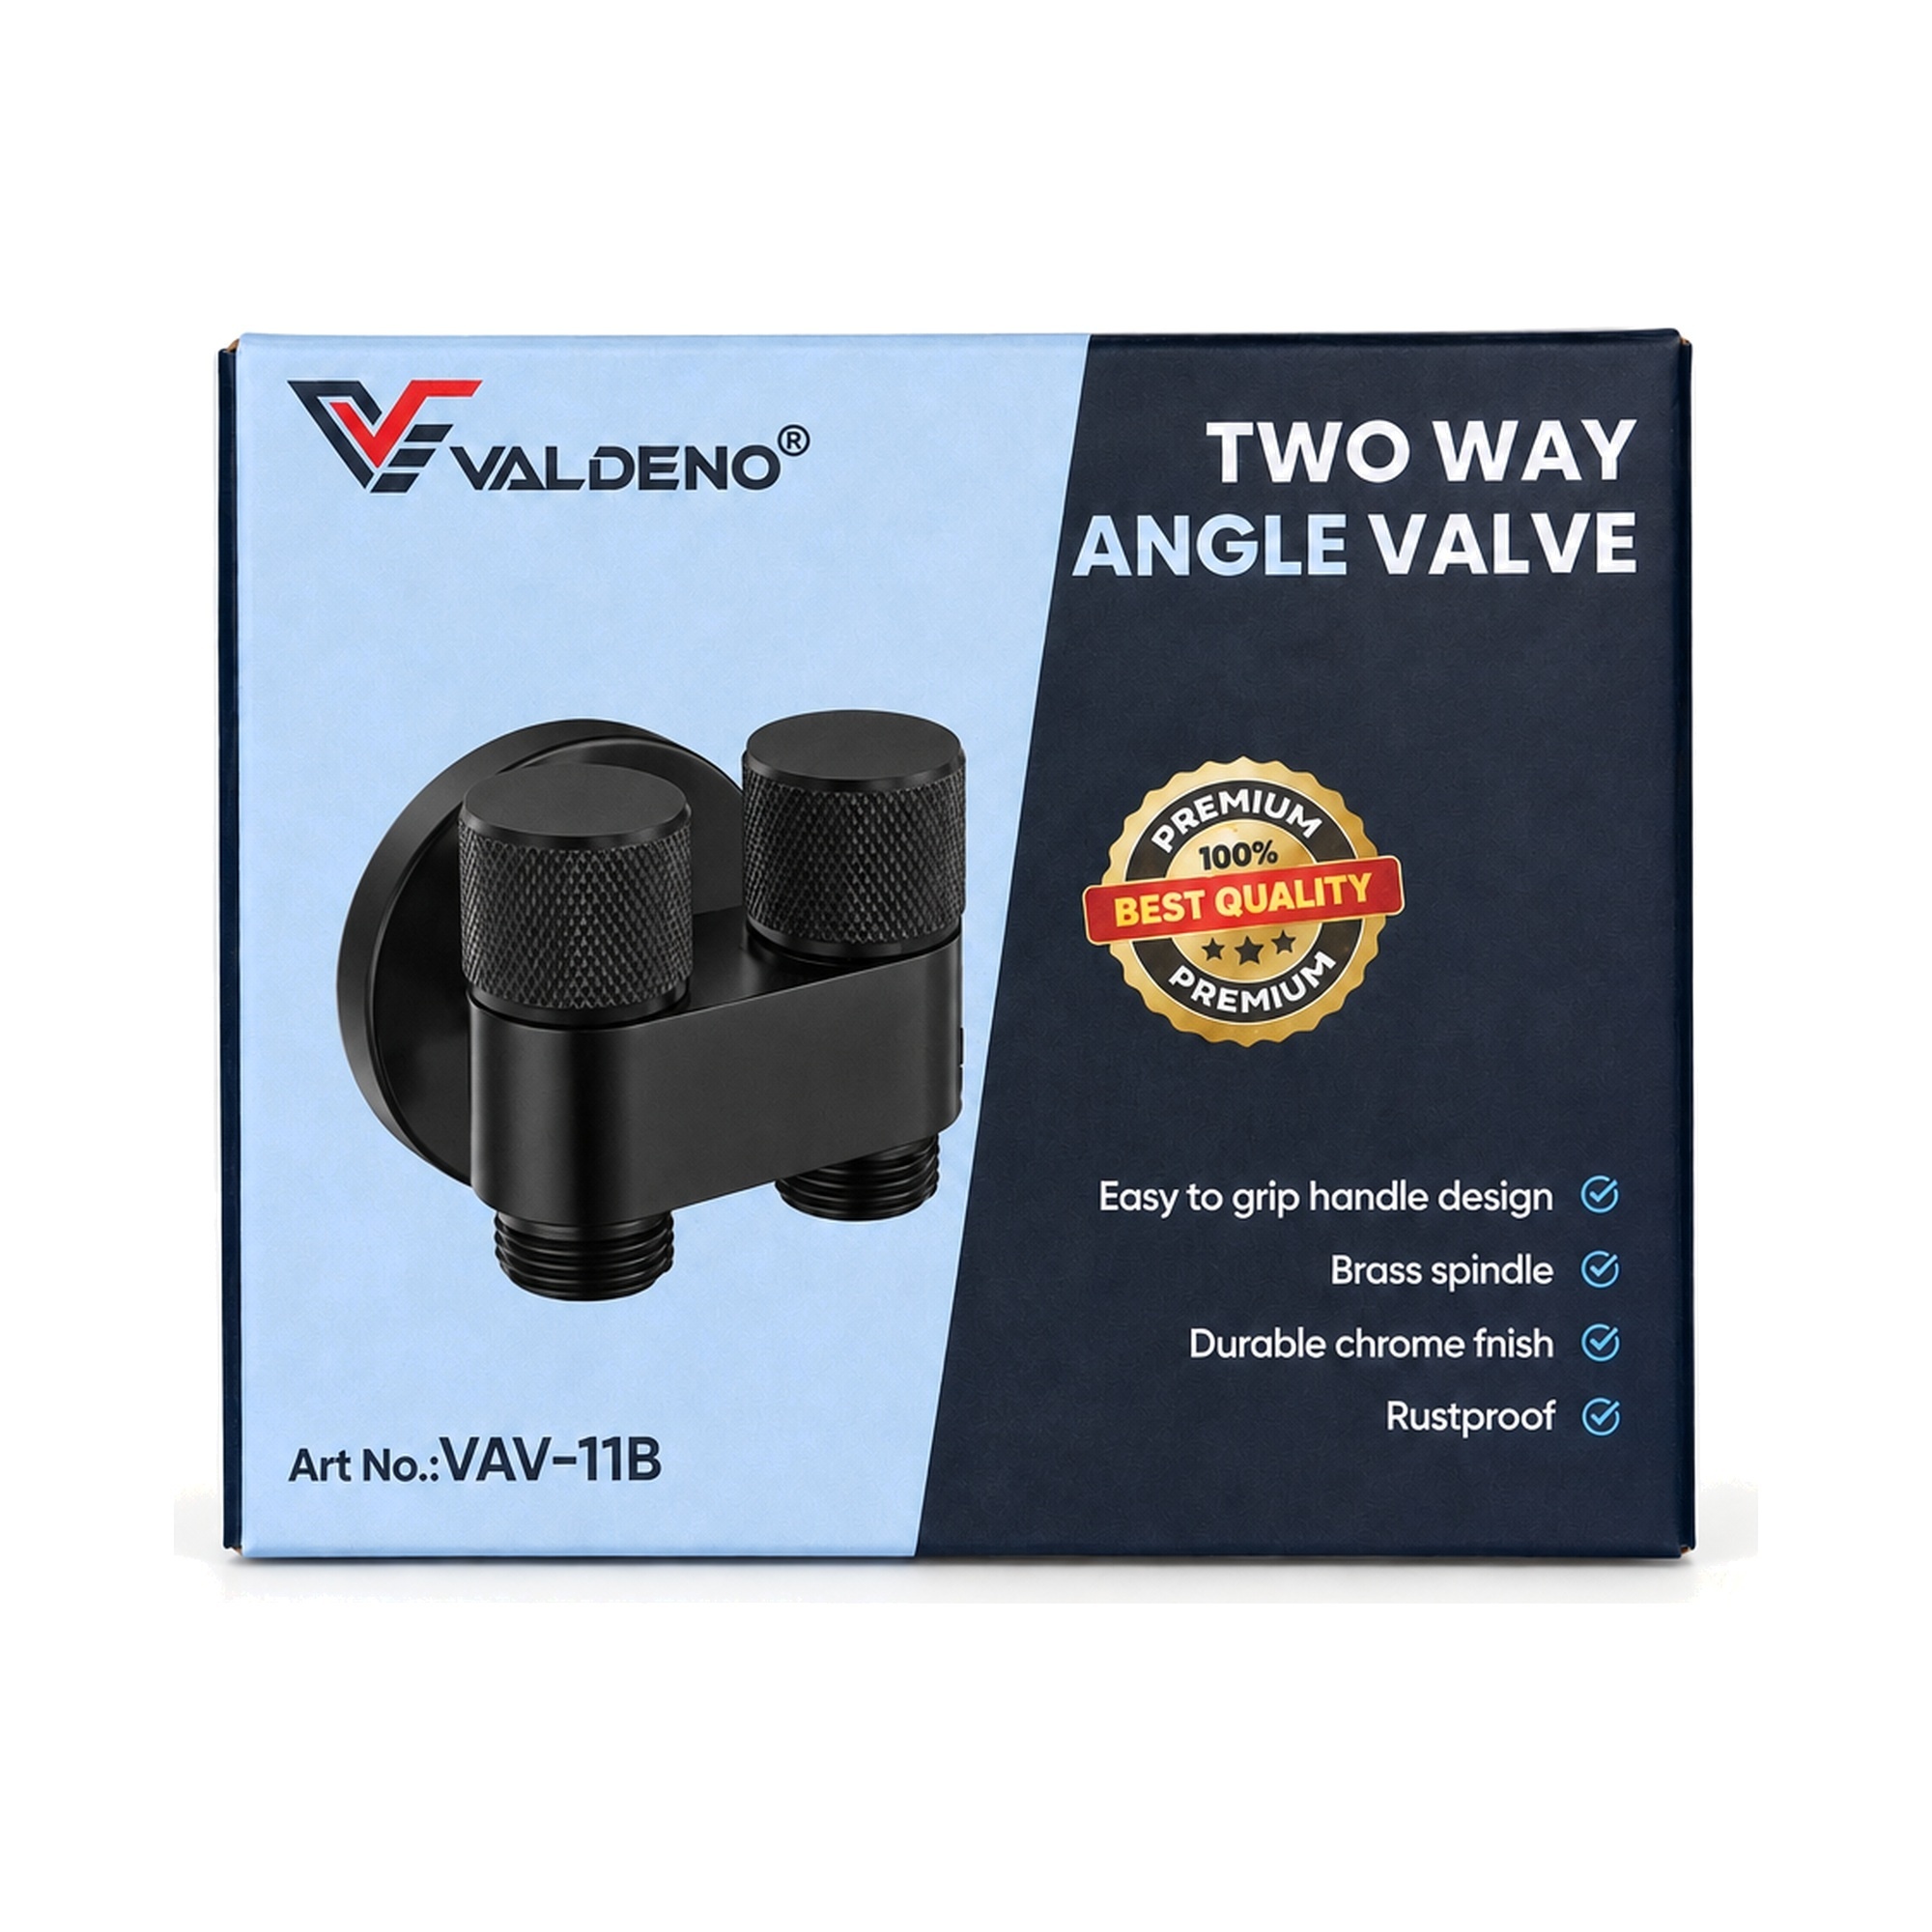 VALDENO®
TWO WAY
ANGLE VALVE
PREMIUM
100%
BEST QUALITY
PREMIUM
Easy to grip handle design
Brass spindle
Durable chrome fnish
Rustproof
Art No.:VAV-11B